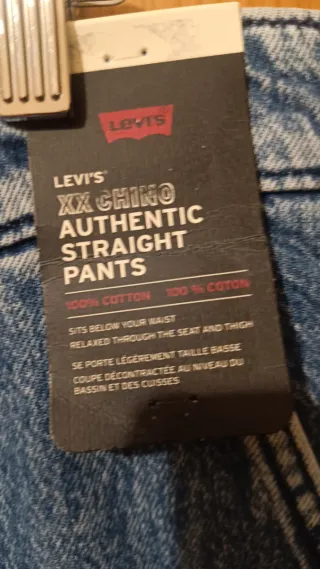 LEVI'S
LEVI'S®
XX CHINO
AUTHENTIC
STRAIGHT
PANTS
100% COTTON 100 % COTON
SITS BELOW YOUR WAIST
RELAXED THROUGH THE SEAT AND THIGH
SE PORTE LÉGÈREMENT TAILLE BASSE
COUPE DÉCONTRACTÉE AU NIVEAU DU
BASSIN ET DES CUISSES